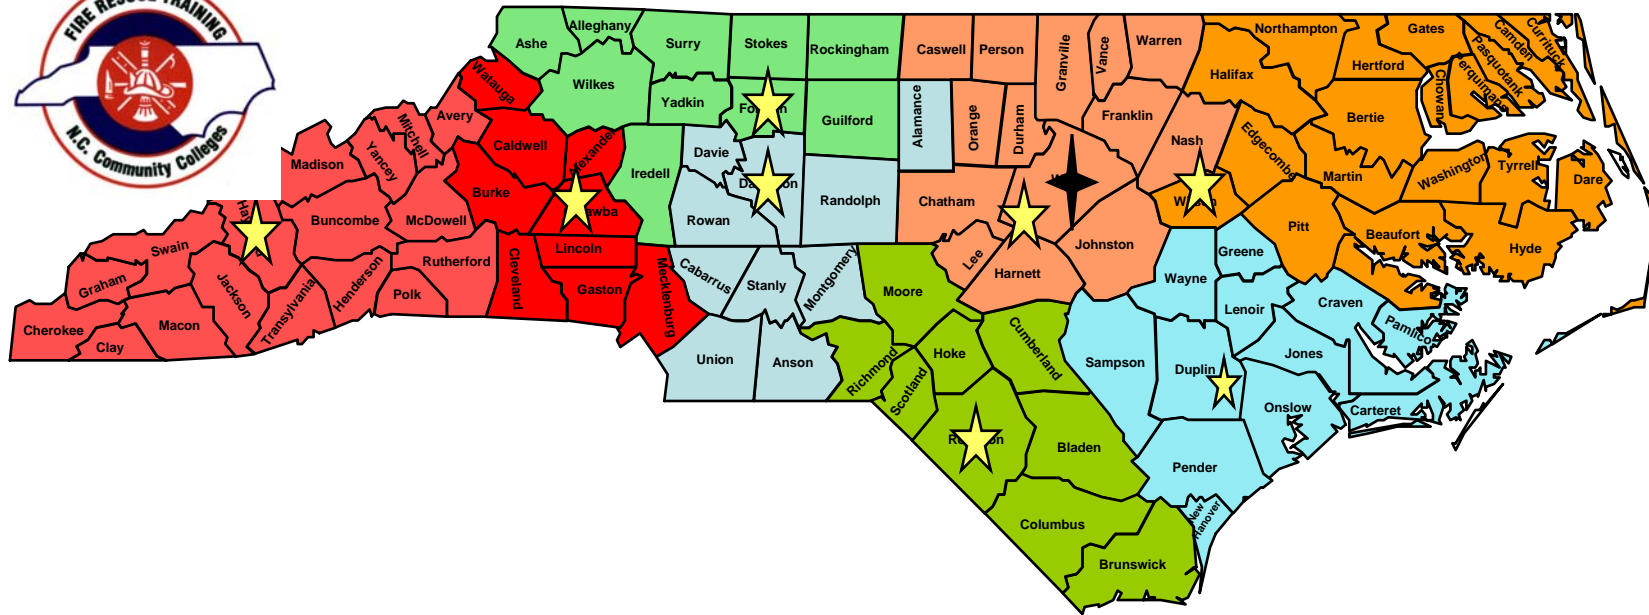 FIRE RESCUE TRAINING
N.C. Community Colleges
Ashe
Alleghany
Surry
Stokes
Rockingham
Caswell
Person
Granville
Vance
Warren
Northampton
Gates
Camden
Currituck
Pasquotank
Perquimans
Hertford
Chowan
Halifax
Watauga
Wilkes
Yadkin
Guilford
Alamance
Orange
Durham
Franklin
Nash
Edgecombe
Bertie
Avery
Mitchell
Yancey
Madison
Caldwell
Alexander
Iredell
Davie
Burke
Rowan
Randolph
Chatham
Martin
Washington
Tyrrell
Dare
Buncombe
McDowell
Lincoln
Johnston
Pitt
Beaufort
Hyde
Swain
Graham
Jackson
Henderson
Rutherford
Cleveland
Gaston
Mecklenburg
Cabarrus
Stanly
Montgomery
Moore
Lee
Harnett
Wayne
Greene
Lenoir
Craven
Pamlico
Cherokee
Clay
Macon
Transylvania
Polk
Union
Anson
Richmond
Scotland
Hoke
Cumberland
Sampson
Duplin
Jones
Onslow
Carteret
Bladen
Pender
New
Hanover
Columbus
Brunswick